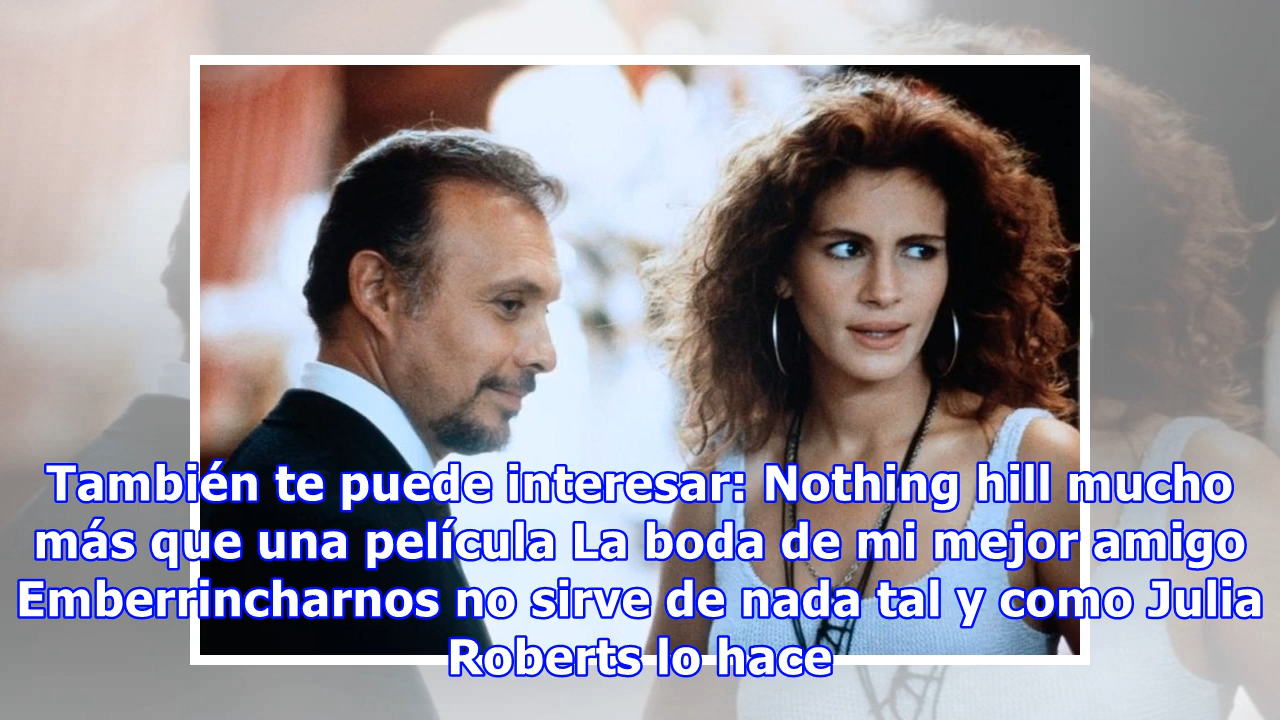 También te puede interesar: Nothing hill mucho
más que una película La boda de mi mejor amigo
Emberrincharnos no sirve de nada tal y como Julia
Roberts lo hace